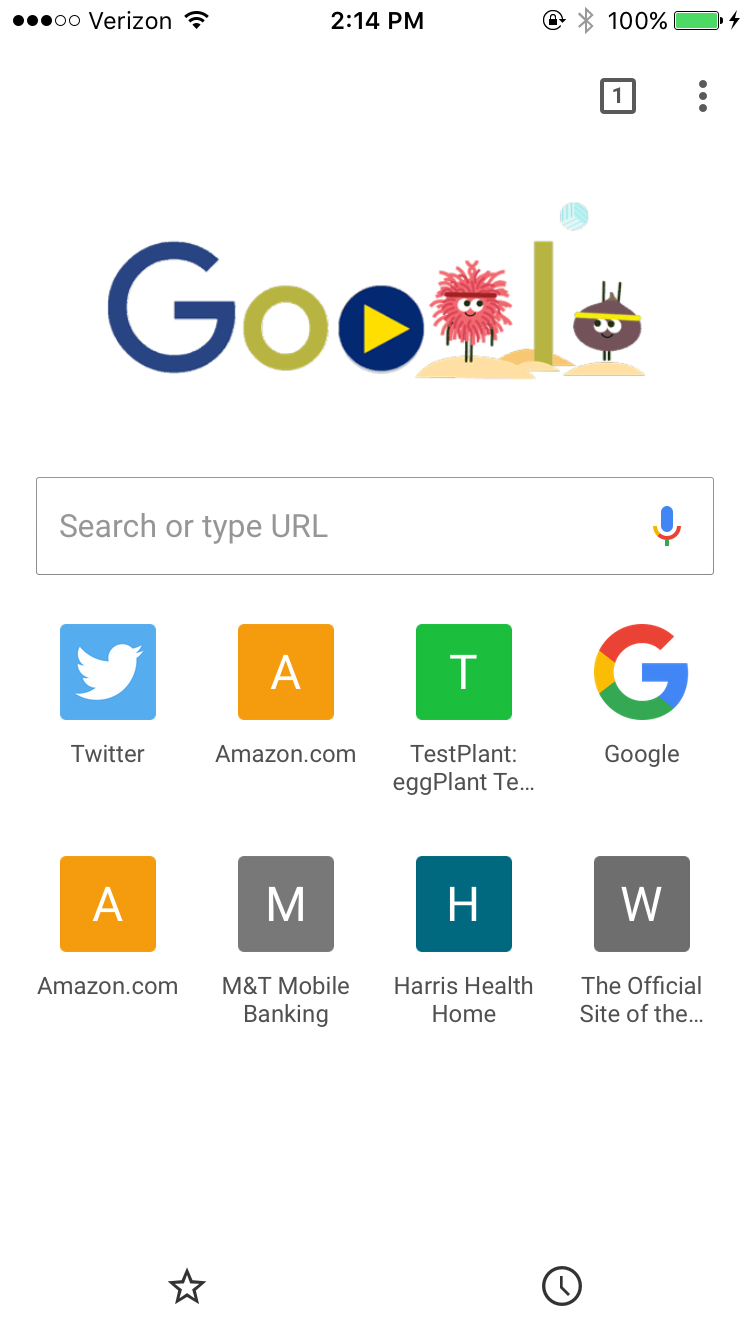 Verizon 2:14 PM 100%
1
Google
Search or type URL
A T
Twitter Amazon.com TestPlant: Google
eggPlant Te...
A M H W
Amazon.com M&T Mobile Harris Health The Official
Banking Home Site of the...